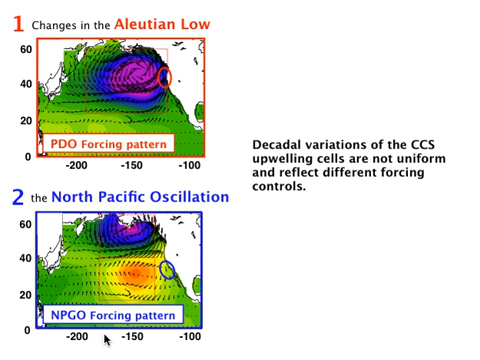 1 Changes in the Aleutian Low
60
40
20
0
PDO Forcing pattern
-150 -100
2 the North Pacific Oscillation
60
40
20
0
NPGO Forcing pattern
-150 -100
Decadal variations of the CCS
upwelling cells are not uniform
and reflect different forcing
controls.